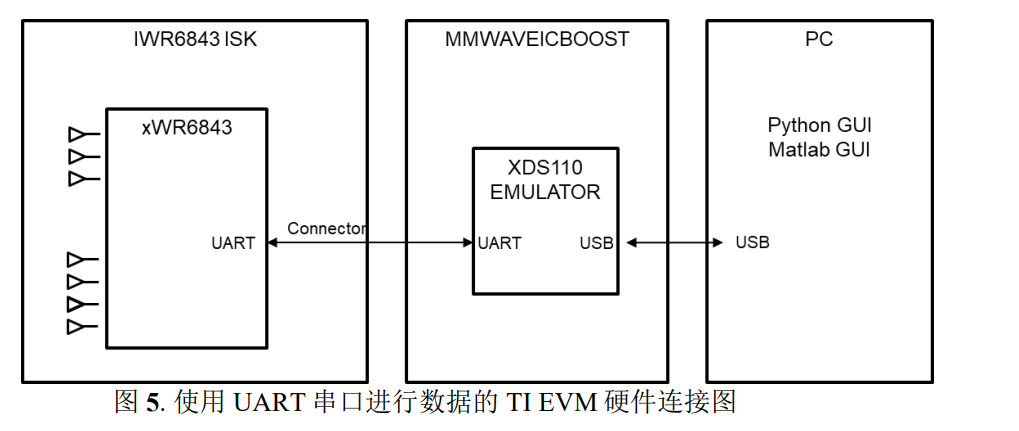 IWR6843 ISK
MMWAVEICBOOST
PC
xWR6843
Python GUI
Matlab GUI
XDS110
EMULATOR
UART
Connector
UART
USB
USB
图 5. 使用 UART 串口进行数据的 TI EVM 硬件连接图